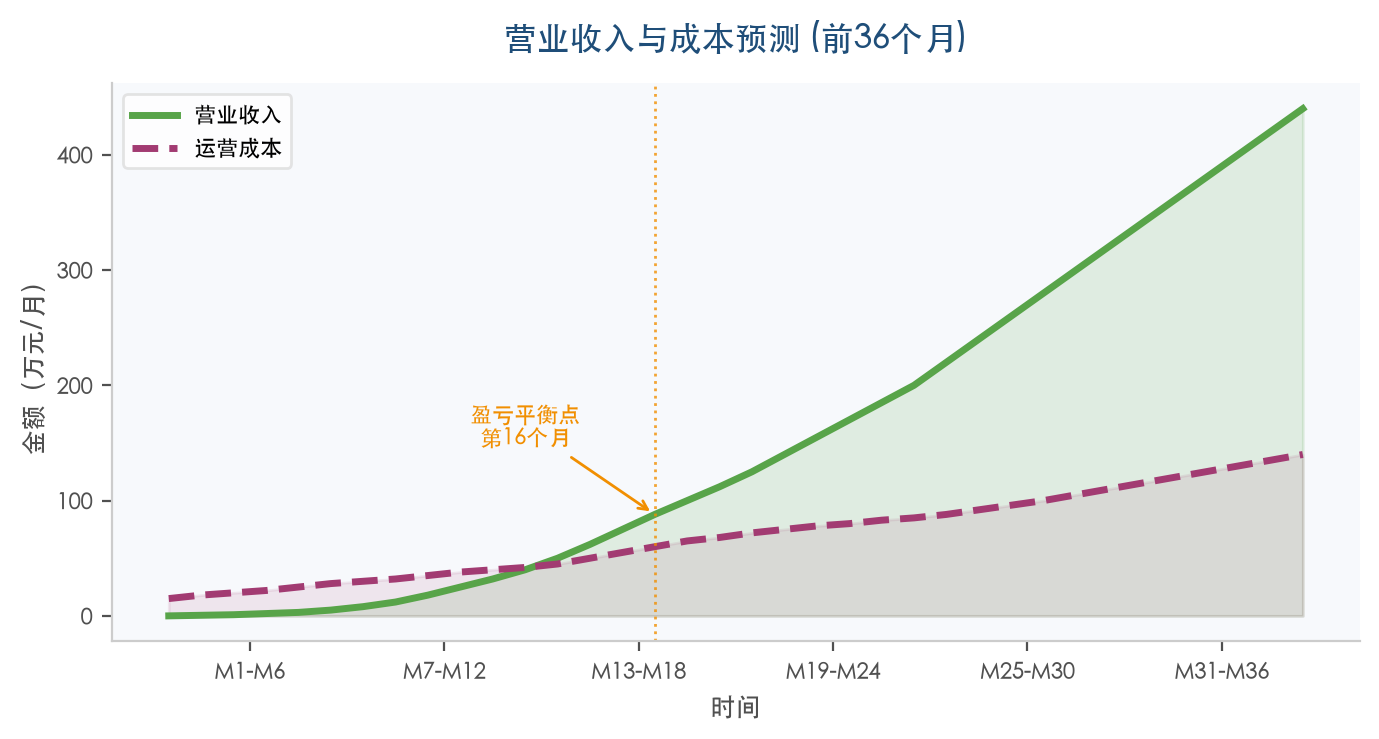 营业收入与成本预测 (前36个月)
营业收入
运营成本
400
300
200
100
0
金额（万元/月）
盈亏平衡点
第16个月
M1-M6
M7-M12
M13-M18
M19-M24
M25-M30
M31-M36
时间